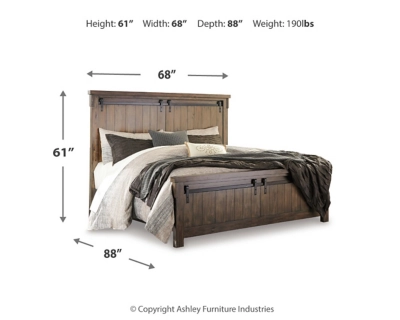 Height: 61” Width: 68” Depth: 88” Weight: 190lbs
68”
61”
88”
© Copyright Ashley Furniture Industries